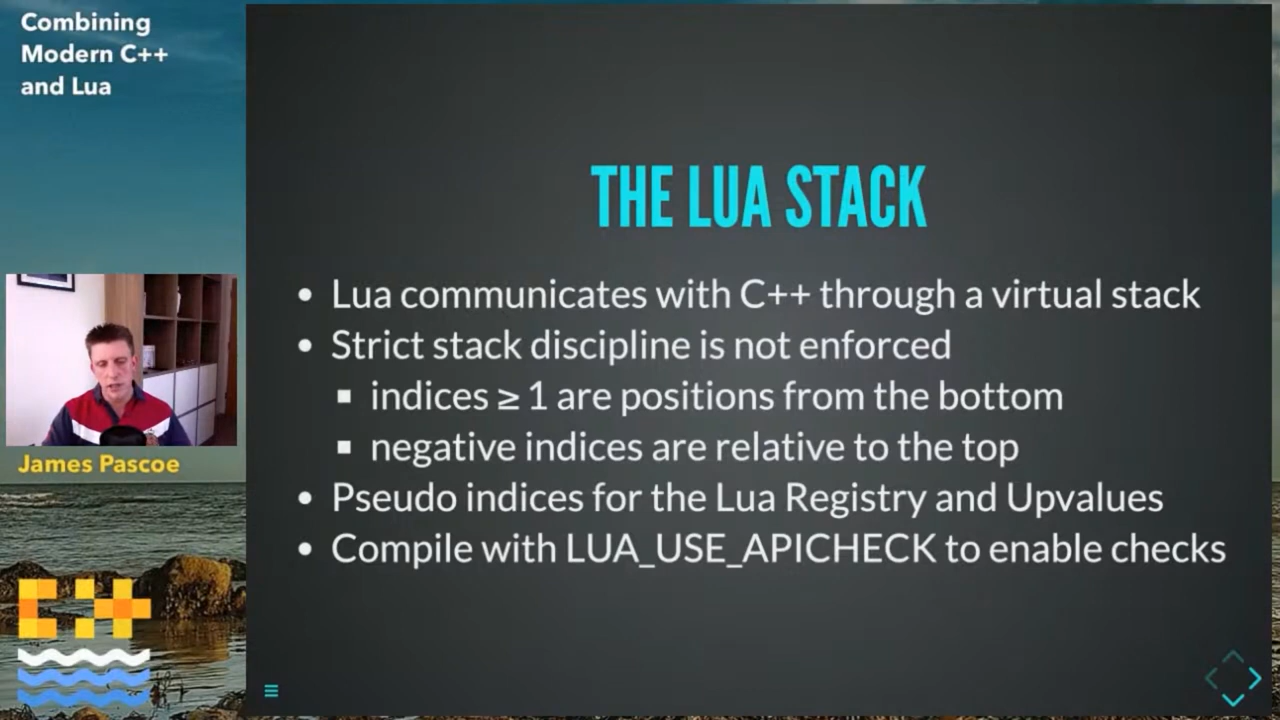 Combining
Modern C++
and Lua
James Pascoe
THE LUA STACK
Lua communicates with C++ through a virtual stack
Strict stack discipline is not enforced
indices ≥ 1 are positions from the bottom
negative indices are relative to the top
Pseudo indices for the Lua Registry and Upvalues
Compile with LUA_USE_APICHECK to enable checks
C++